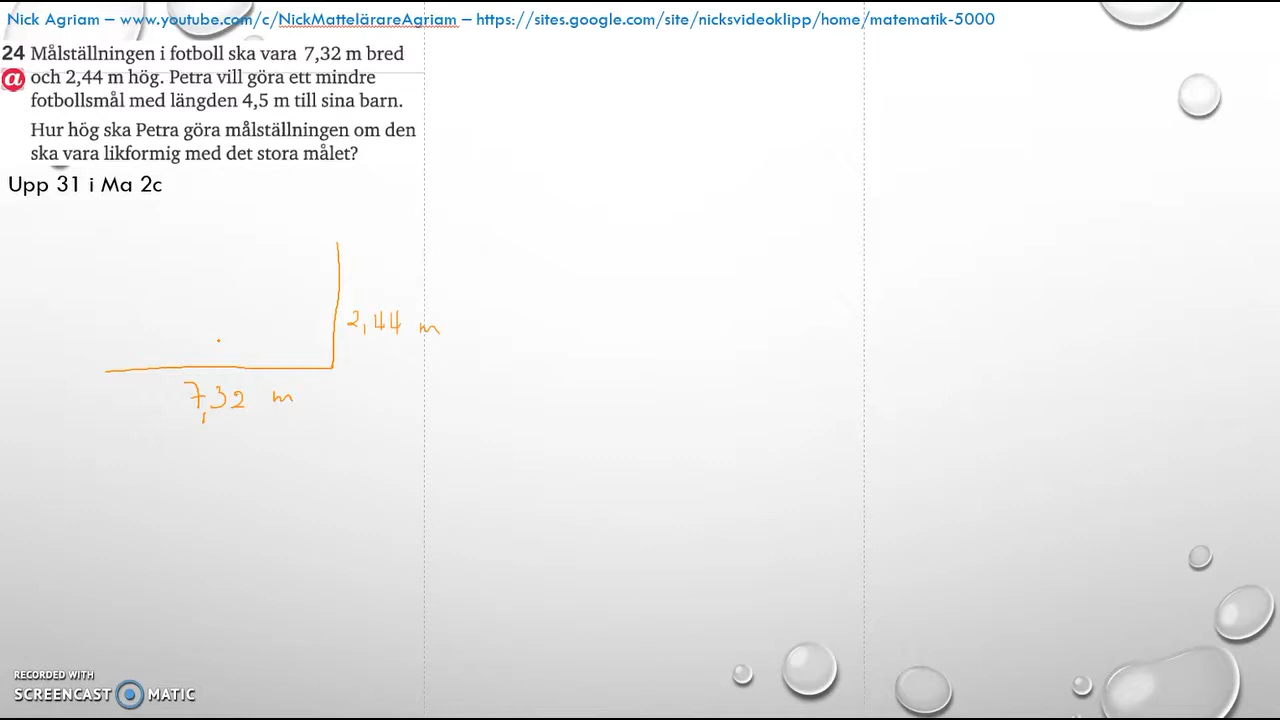 Nick Agriam – www.youtube.com/c/NickMattelärareAgriam – https://sites.google.com/site/nicksvideoklipp/home/matematik-5000
24 Målställningen i fotboll ska vara 7,32 m bred
a och 2,44 m hög. Petra vill göra ett mindre
fotbollsmål med längden 4,5 m till sina barn.
Hur hög ska Petra göra målställningen om den
ska vara likformig med det stora målet?
Upp 31 i Ma 2c
2,44 m
7,32 m
RECORDED WITH
SCREENCAST MATIC